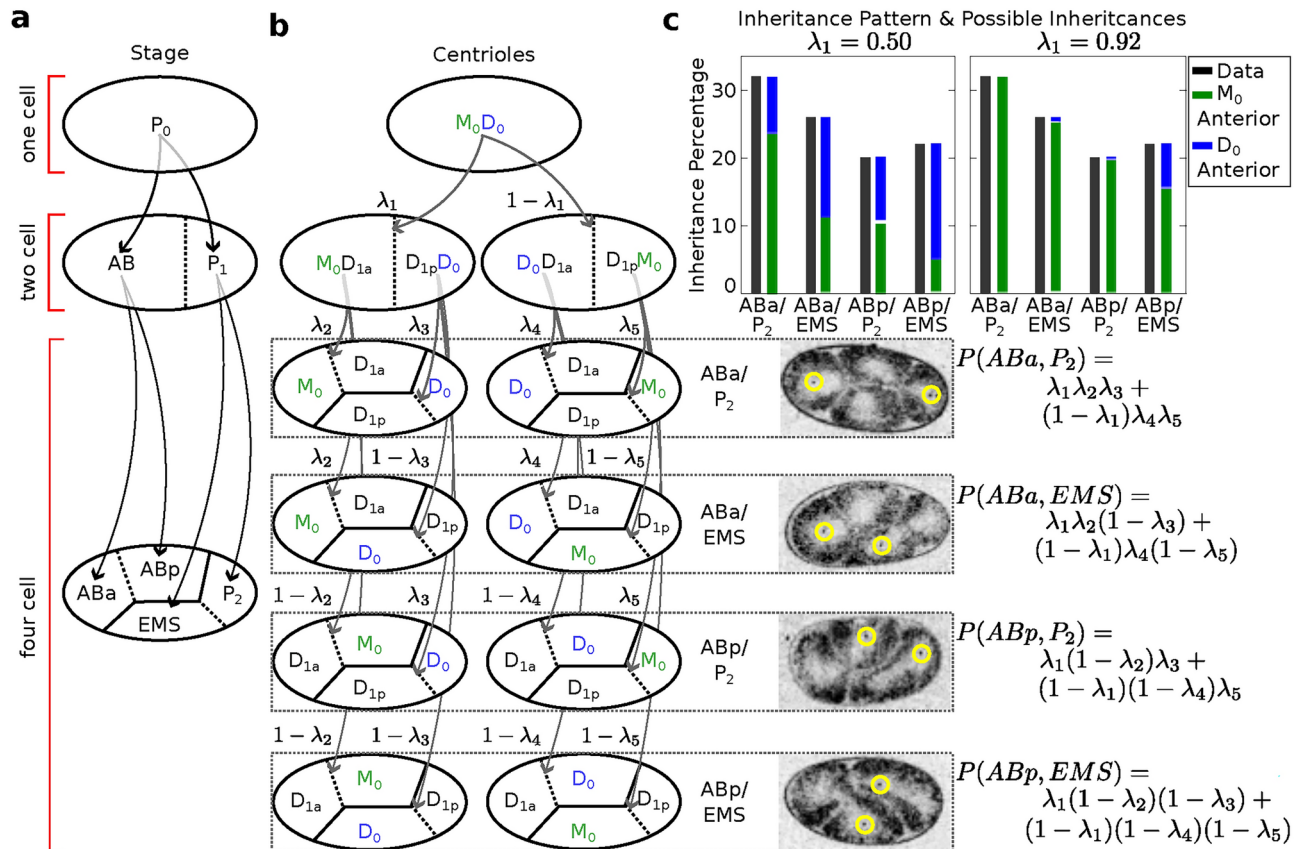 a
Stage
one cell
P0
two cell
AB
P1
four cell
ABa
ABp
EMS
P2
b
Centrioles
M0D0
λ1
1 − λ1
M0D1a
D1pD0
D0D1a
D1pM0
λ2
λ3
λ4
λ5
M0
D1a
D0
D1p
D0
D1a
M0
D1p
ABa/
P2
λ2
1 − λ3
λ4
1 − λ5
M0
D1a
D1p
D0
D0
D1a
D1p
M0
ABa/
EMS
1 − λ2
λ3
1 − λ4
λ5
D1a
M0
D0
D1p
D1a
D0
M0
D1p
ABp/
P2
1 − λ2
1 − λ3
1 − λ4
1 − λ5
D1a
M0
D1p
D0
D1a
D0
D1p
M0
ABp/
EMS
c
Inheritance Pattern & Possible Inheritcances
λ1 = 0.50
λ1 = 0.92
Inheritance Percentage
30
20
10
0
ABa/
P2
ABa/
EMS
ABp/
P2
ABp/
EMS
ABa/
P2
ABa/
EMS
ABp/
P2
ABp/
EMS
Data
M0
Anterior
D0
Anterior
P(ABa, P2) =
λ1λ2λ3 +
(1 − λ1)λ4λ5
P(ABa, EMS) =
λ1λ2(1 − λ3) +
(1 − λ1)λ4(1 − λ5)
P(ABp, P2) =
λ1(1 − λ2)λ3 +
(1 − λ1)(1 − λ4)λ5
P(ABp, EMS) =
λ1(1 − λ2)(1 − λ3) +
(1 − λ1)(1 − λ4)(1 − λ5)